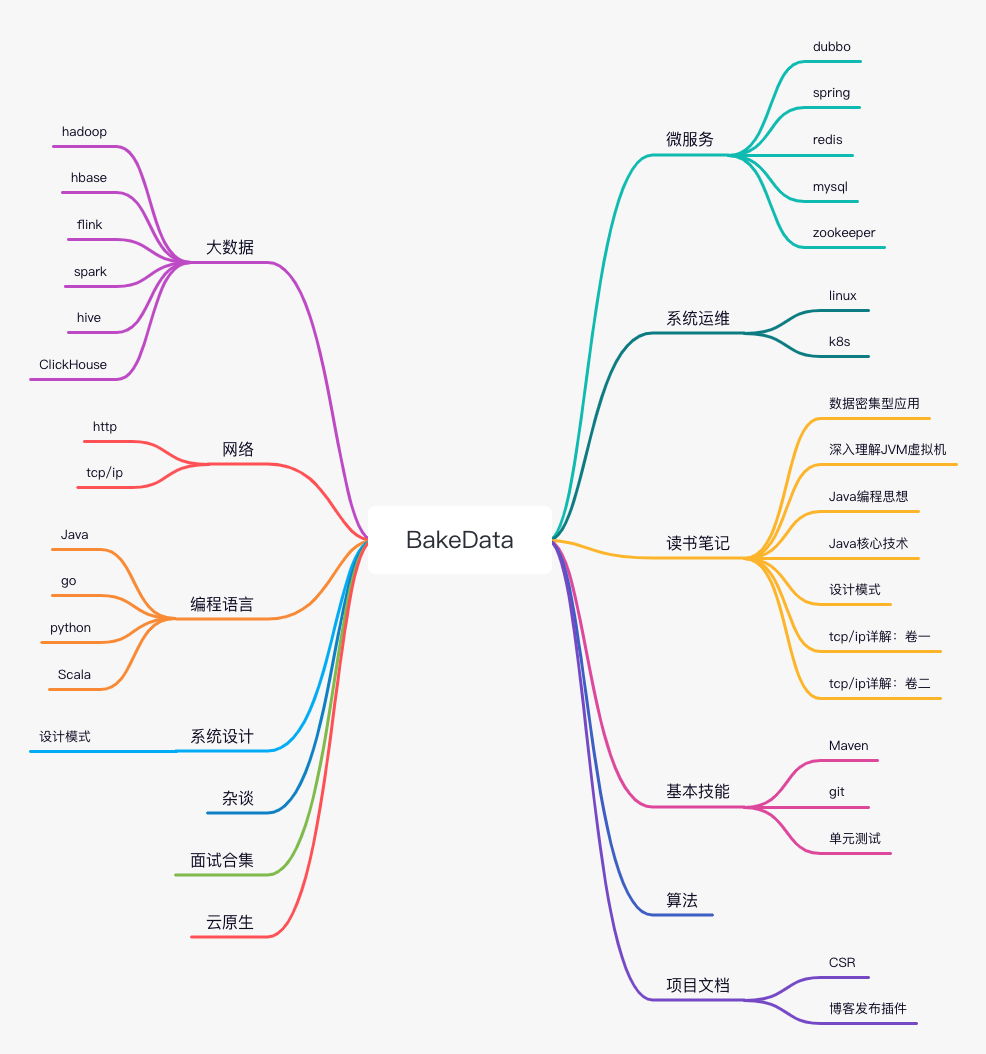 BakeData
微服务
dubbo
spring
redis
mysql
zookeeper
系统运维
linux
k8s
读书笔记
数据密集型应用
深入理解JVM虚拟机
Java编程思想
Java核心技术
设计模式
tcp/ip详解：卷一
tcp/ip详解：卷二
基本技能
Maven
git
单元测试
算法
项目文档
CSR
博客发布插件
大数据
hadoop
hbase
flink
spark
hive
ClickHouse
网络
http
tcp/ip
编程语言
Java
go
python
Scala
系统设计
设计模式
杂谈
面试合集
云原生